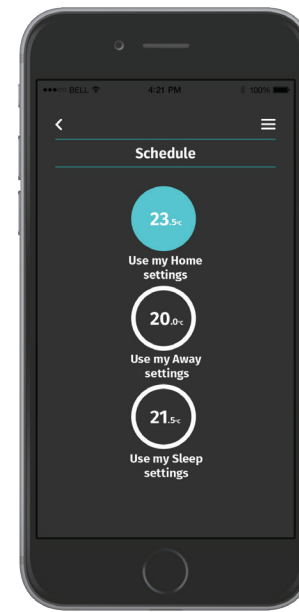 BELL 4:21 PM 100%
Schedule
23.5°C
Use my Home
settings
20.0°C
Use my Away
settings
21.5°C
Use my Sleep
settings